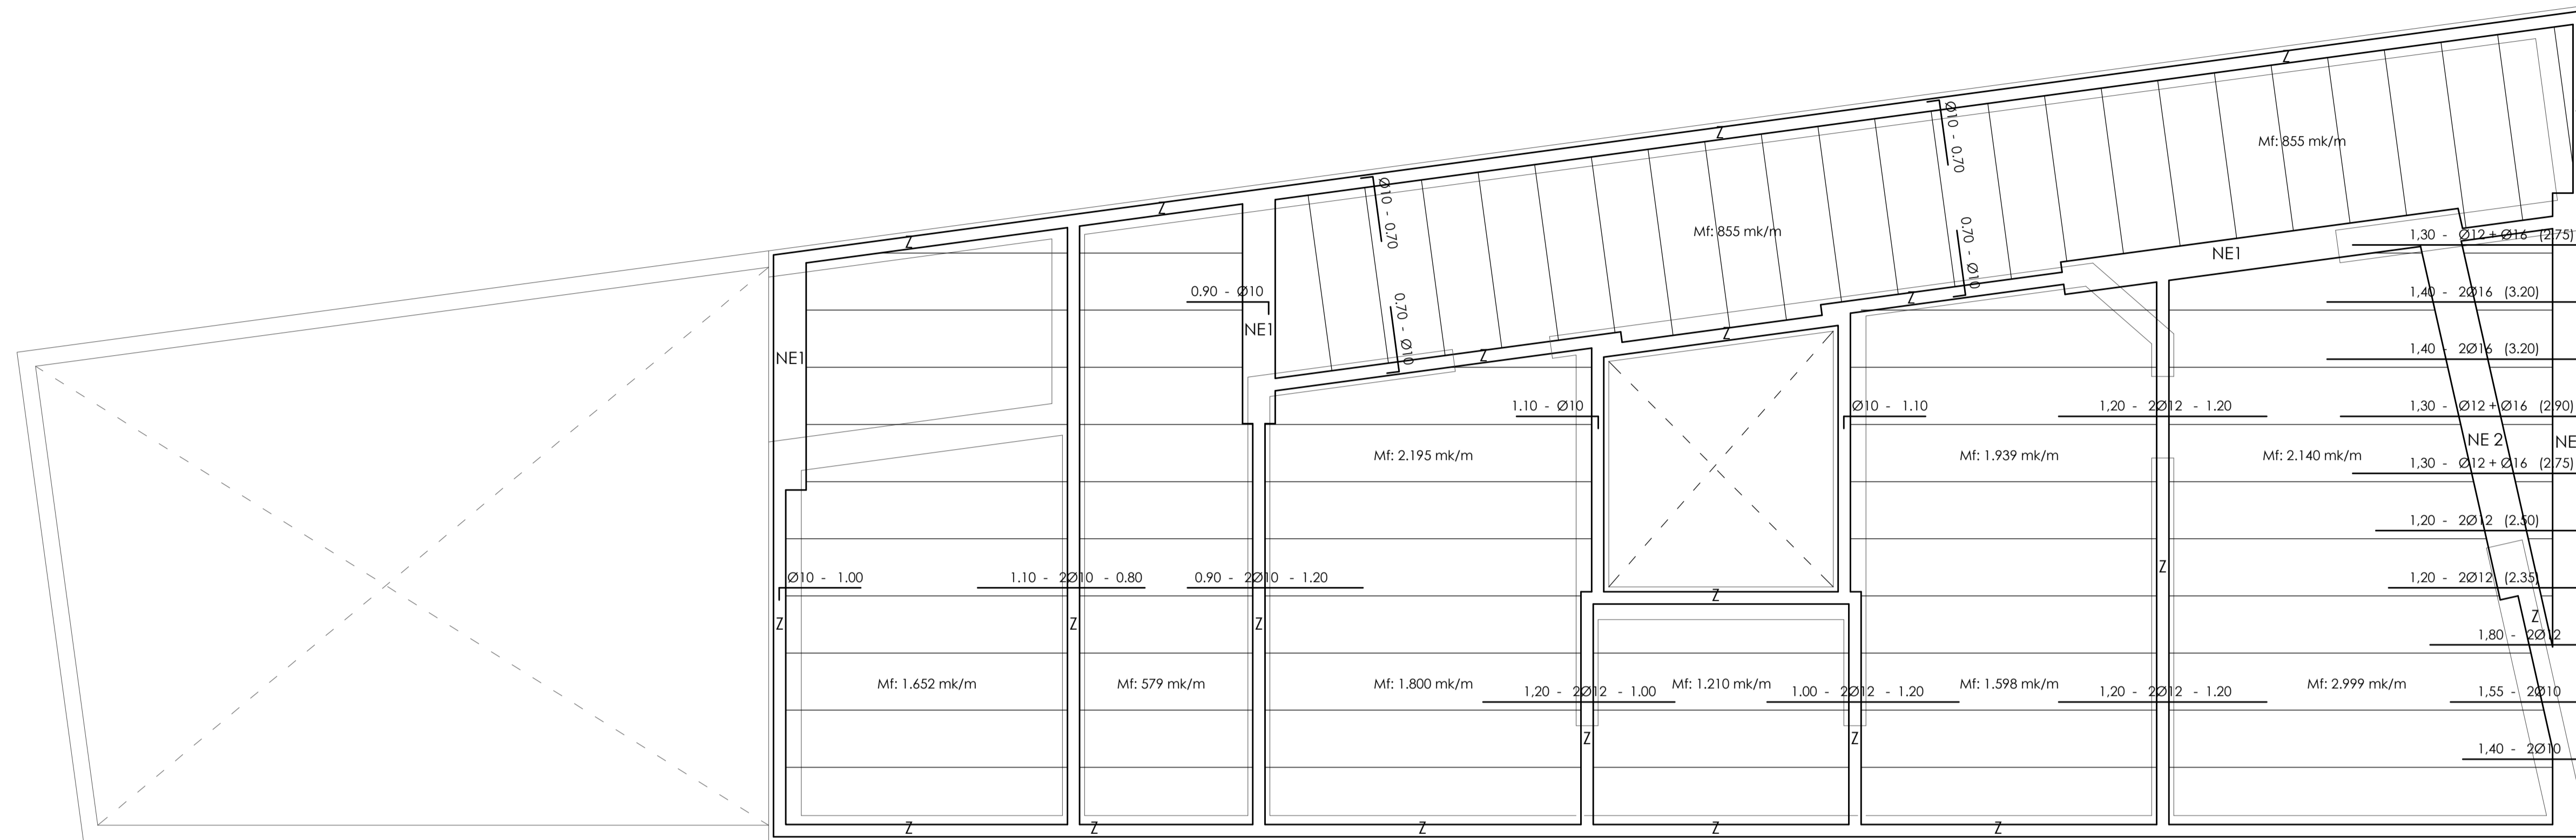 Z
Z
Ø10 - 0.70
Mf: 855 mk/m
Z
Ø10 - 0.70
Z
0.70 - Ø10
Mf: 855 mk/m
1,30 - Ø12 + Ø16 (2.75)
Z
NE1
0.90 - Ø10
1,40 - 2Ø16 (3.20)
Z
NE1
0.70 - Ø10
Z
NE1
Z
1,40 - 2Ø16 (3.20)
1.10 - Ø10
Ø10 - 1.10
1,20 - 2Ø12 - 1.20
1,30 - Ø12 + Ø16 (2.90)
NE 2
NE
Mf: 2.195 mk/m
Mf: 1.939 mk/m
Mf: 2.140 mk/m
1,30 - Ø12 + Ø16 (2.75)
1,20 - 2Ø12 (2.50)
Z
Ø10 - 1.00
1.10 - 2Ø10 - 0.80
0.90 - 2Ø10 - 1.20
1,20 - 2Ø12 (2.35)
Z
Z
Z
Z
Z
1,80 - 2Ø12
Mf: 1.652 mk/m
Mf: 579 mk/m
Mf: 1.800 mk/m
Mf: 1.210 mk/m
Mf: 1.598 mk/m
Mf: 2.999 mk/m
1,20 - 2Ø12 - 1.00
1.00 - 2Ø12 - 1.20
1,20 - 2Ø12 - 1.20
1,55 - 2Ø10
Z
Z
1,40 - 2Ø10
Z
Z
Z
Z
Z